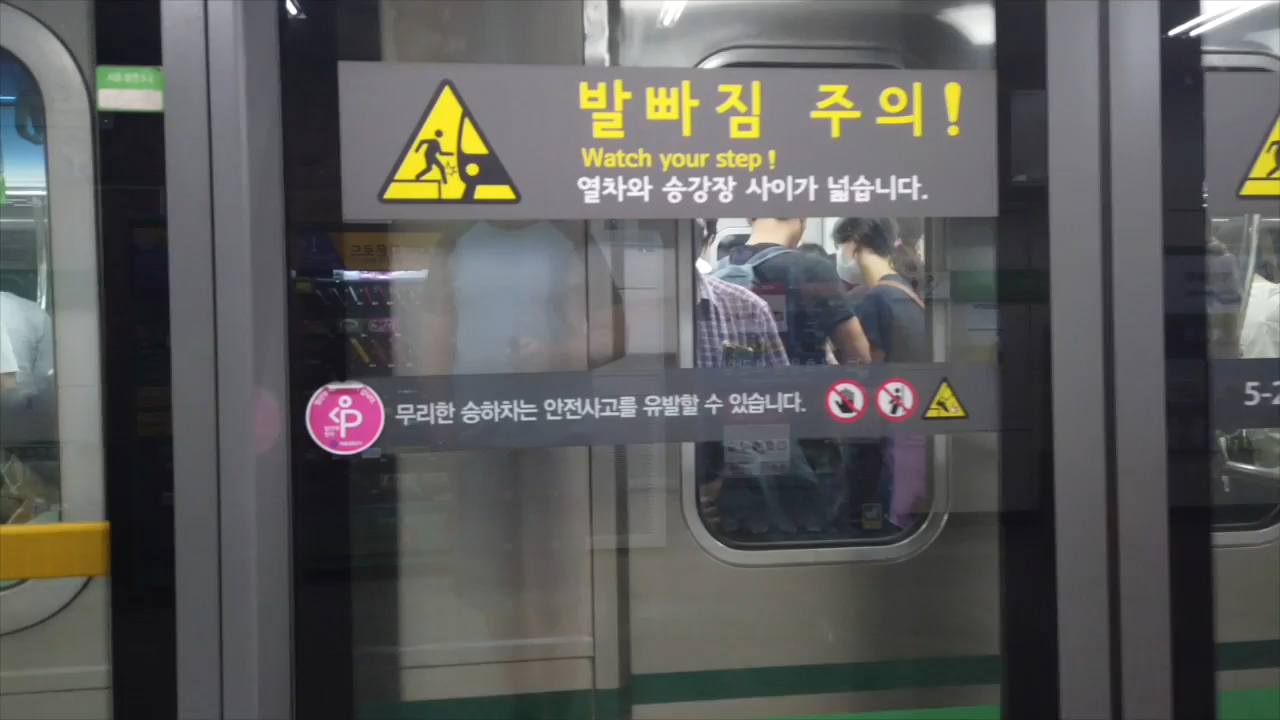 발빠짐 주의!
Watch your step!
열차와 승강장 사이가 넓습니다.
무리한 승하차는 안전사고를 유발할 수 있습니다.
5-2